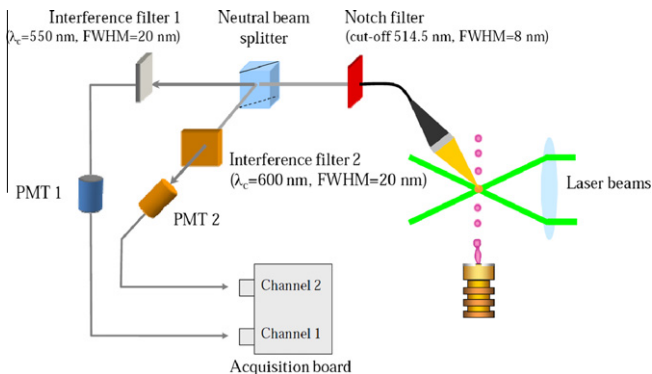 Interference filter 1
(λc=550 nm, FWHM=20 nm)
Neutral beam
splitter
Notch filter
(cut-off 514.5 nm, FWHM=8 nm)
Interference filter 2
(λc=600 nm, FWHM=20 nm)
Laser beams
PMT 1
PMT 2
Channel 2
Channel 1
Acquisition board